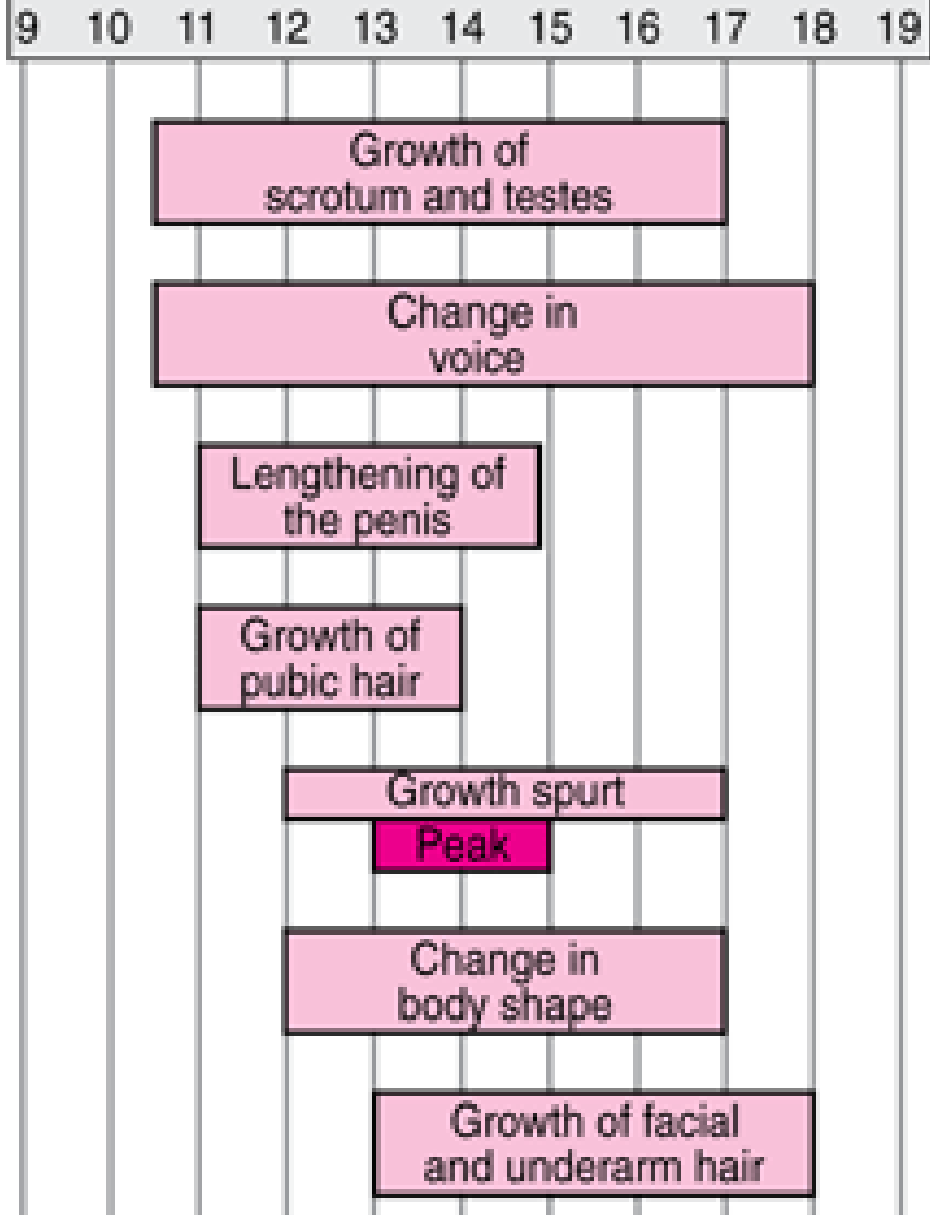 9 10 11 12 13 14 15 16 17 18 19
Growth of
scrotum and testes
Change in
voice
Lengthening of
the penis
Growth of
pubic hair
Growth spurt
Peak
Change in
body shape
Growth of facial
and underarm hair